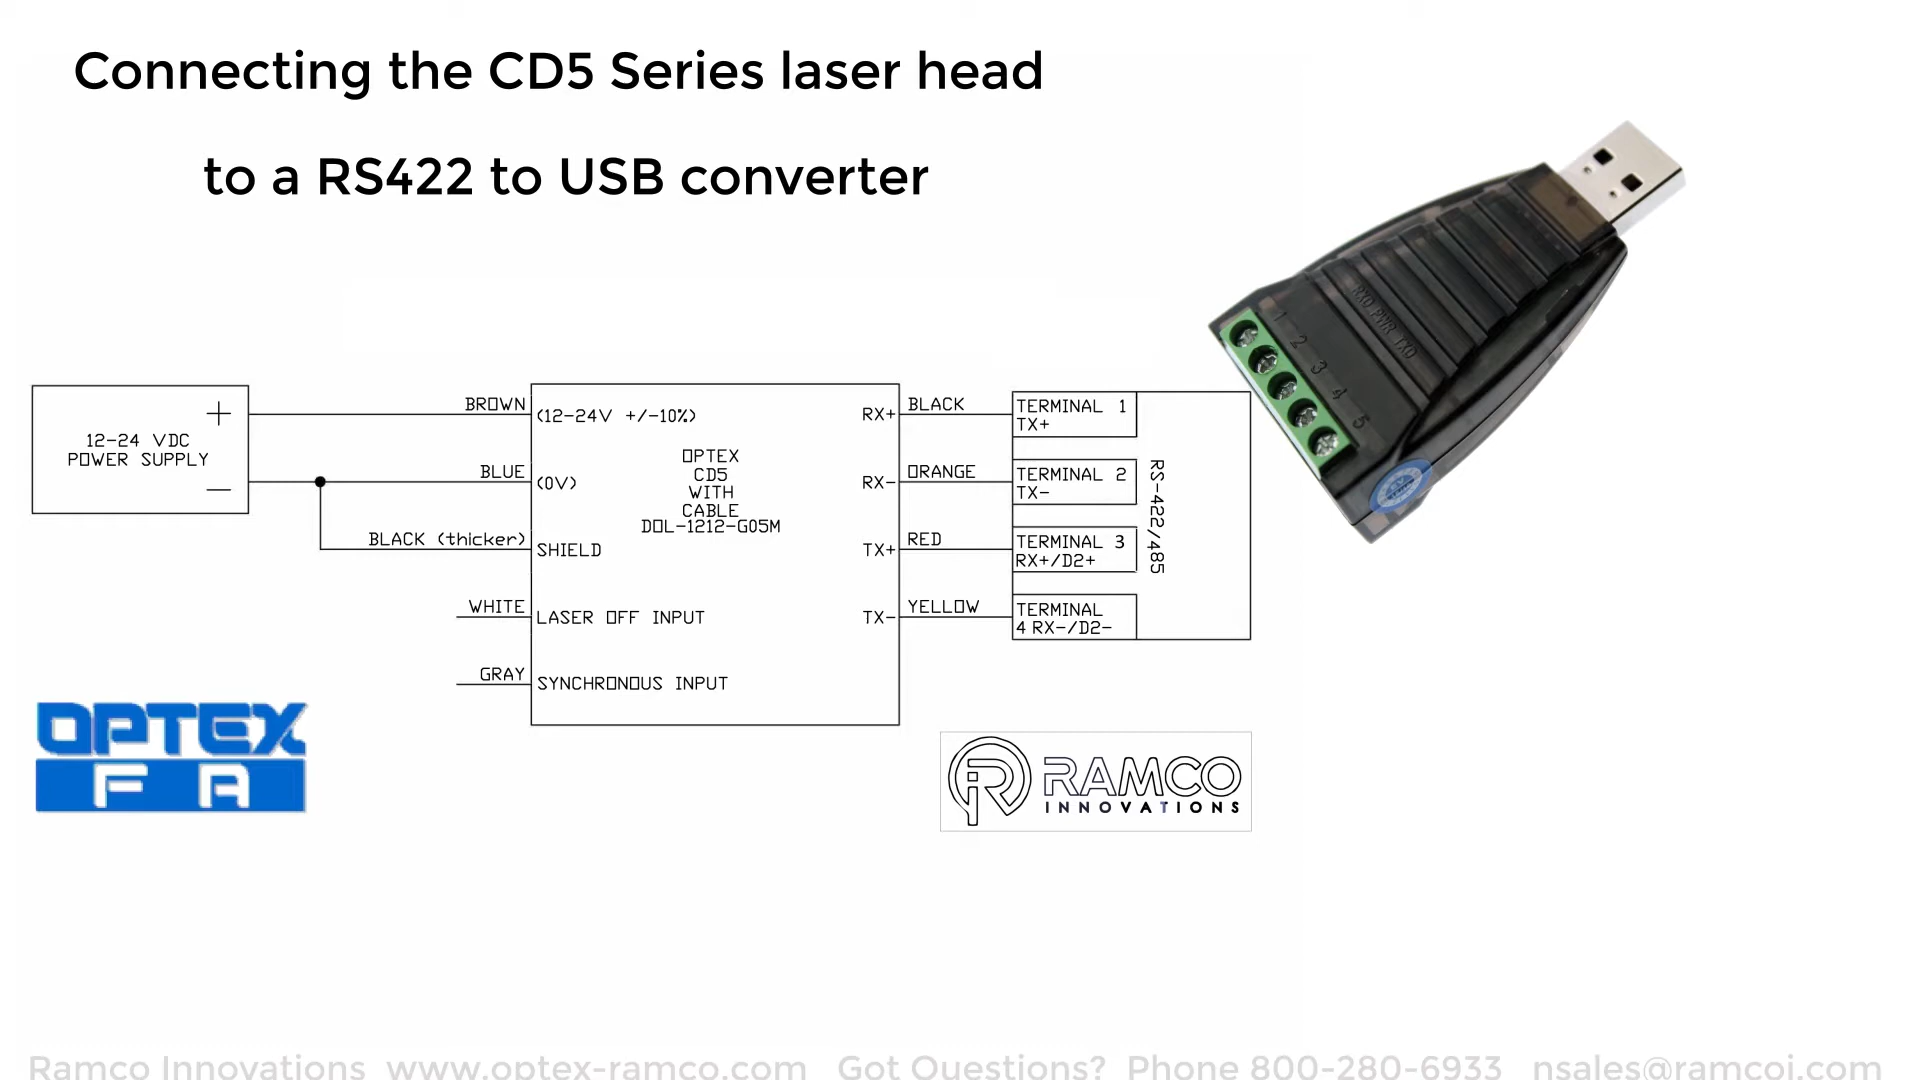 Connecting the CD5 Series laser head
to a RS422 to USB converter
1
2
3
4
5
RXD PWR TXD
12-24 VDC
POWER SUPPLY
+
−
BROWN
BLUE
BLACK (thicker)
WHITE
GRAY
(12-24V +/-10%)
(0V)
SHIELD
LASER OFF INPUT
SYNCHRONOUS INPUT
OPTEX
CD5
WITH
CABLE
DOL-1212-G05M
RX+
RX-
TX+
TX-
BLACK
ORANGE
RED
YELLOW
TERMINAL 1
TX+
TERMINAL 2
TX-
TERMINAL 3
RX+/D2+
TERMINAL
4 RX-/D2-
RS-422/485
OPTEX
FA
RAMCO
INNOVATIONS
Ramco Innovations www.optex-ramco.com Got Questions? Phone 800-280-6933 nsales@ramcoi.com